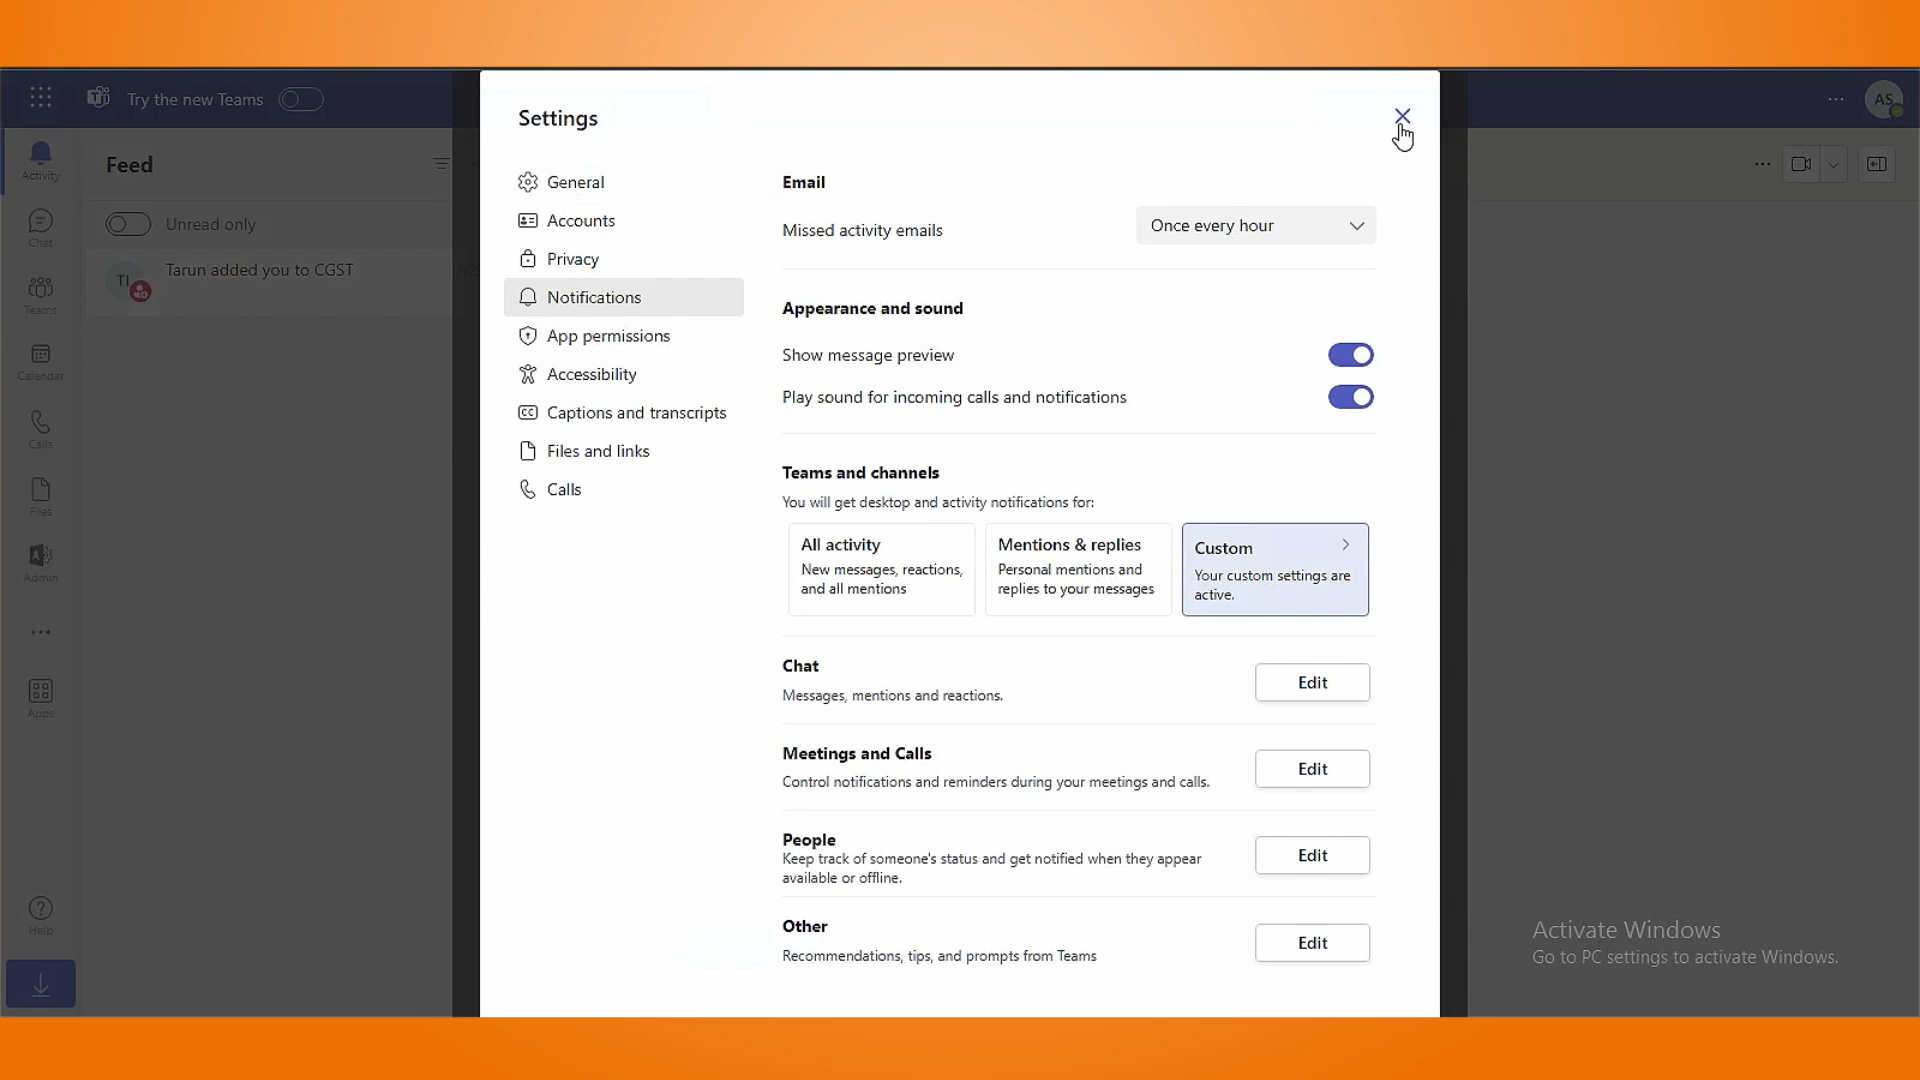 Try the new Teams
AS
Activity
Chat
Teams
Calendar
Calls
Files
Admin
Apps
Help
Feed
Unread only
TI
Tarun added you to CGST
Settings
General
Accounts
Privacy
Notifications
App permissions
Accessibility
CC
Captions and transcripts
Files and links
Calls
Email
Missed activity emails
Once every hour
Appearance and sound
Show message preview
Play sound for incoming calls and notifications
Teams and channels
You will get desktop and activity notifications for:
All activity
New messages, reactions,
and all mentions
Mentions & replies
Personal mentions and
replies to your messages
Custom
Your custom settings are
active.
Chat
Messages, mentions and reactions.
Edit
Meetings and Calls
Control notifications and reminders during your meetings and calls.
Edit
People
Keep track of someone's status and get notified when they appear
available or offline.
Edit
Other
Recommendations, tips, and prompts from Teams
Edit
Activate Windows
Go to PC settings to activate Windows.